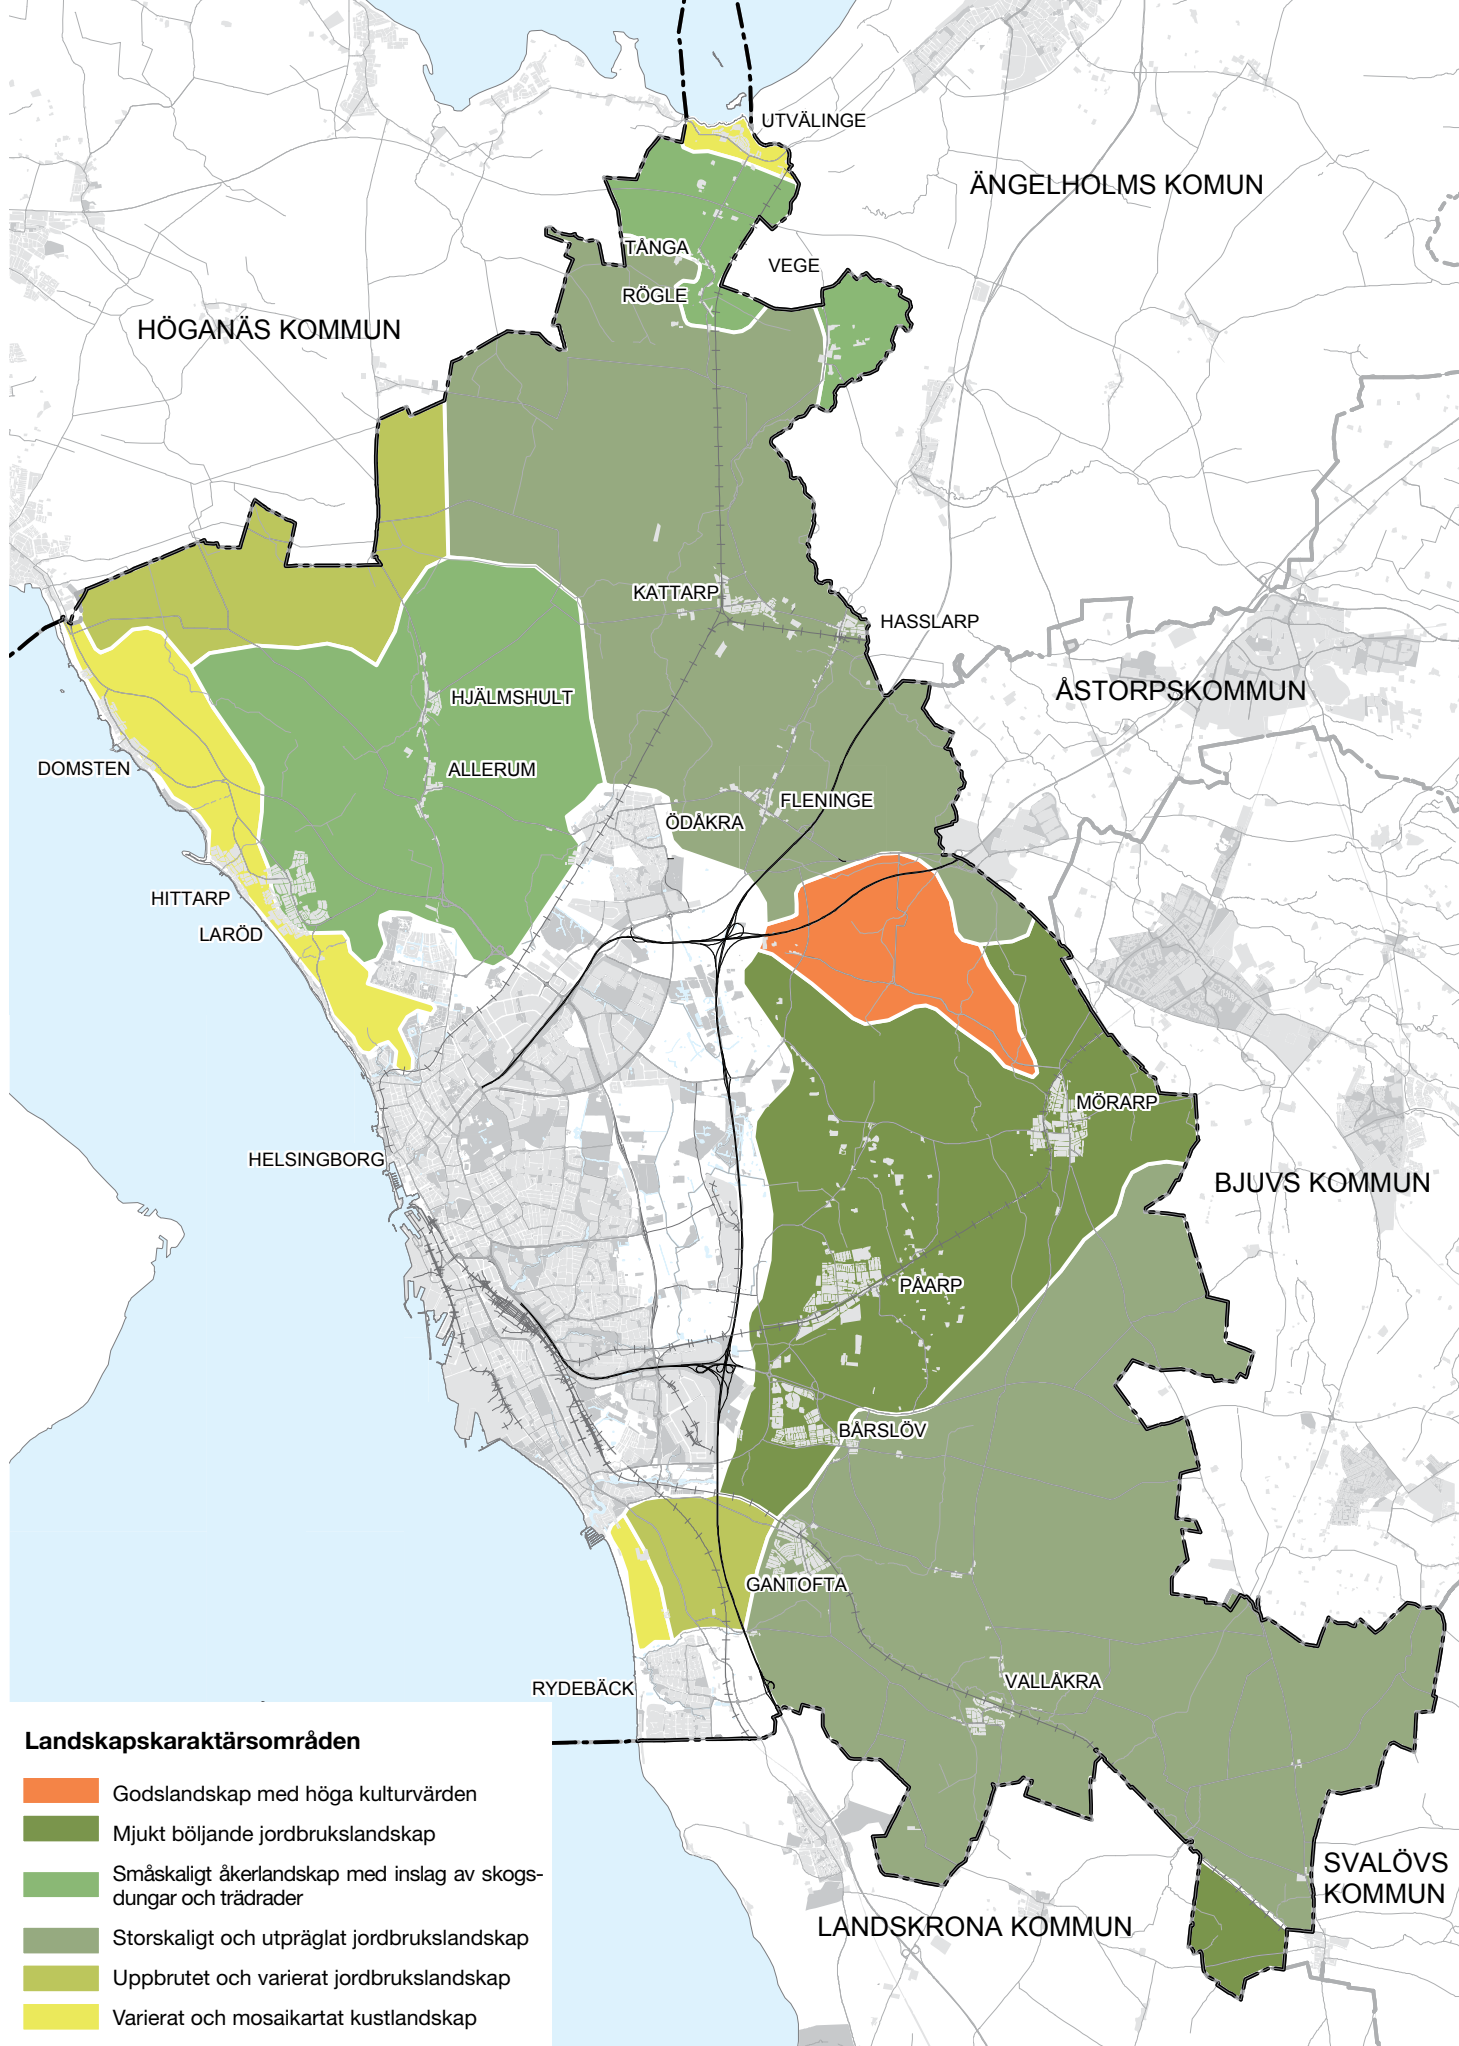 UTVÄLINGE
ÄNGELHOLMS KOMUN
TÅNGA
VEGE
RÖGLE
HÖGANÄS KOMMUN
KATTARP
HASSLARP
ÅSTORPSKOMMUN
HJÄLMSHULT
DOMSTEN
ALLERUM
FLENINGE
ÖDÅKRA
HITTARP
LARÖD
MÖRARP
HELSINGBORG
BJUVS KOMMUN
PÅARP
BÅRSLÖV
GANTOFTA
VALLÅKRA
RYDEBÄCK
SVALÖVS
KOMMUN
LANDSKRONA KOMMUN
Landskapskaraktärsområden
Godslandskap med höga kulturvärden
Mjukt böljande jordbrukslandskap
Småskaligt åkerlandskap med inslag av skogs-
dungar och trädrader
Storskaligt och utpräglat jordbrukslandskap
Uppbrutet och varierat jordbrukslandskap
Varierat och mosaikartat kustlandskap